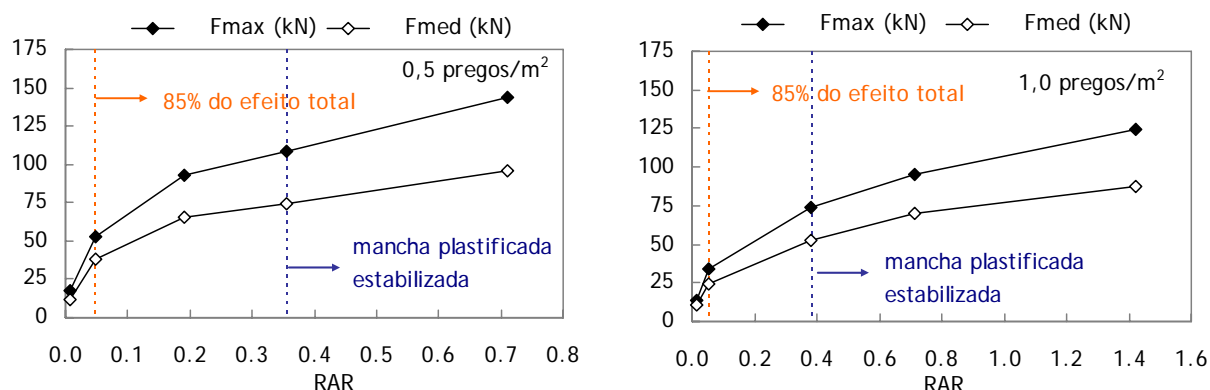 Fmax (kN) Fmed (kN)
175
150
125
100
75
50
25
0
0,5 pregos/m²
85% do efeito total
mancha plastificada
estabilizada
0.0 0.1 0.2 0.3 0.4 0.5 0.6 0.7 0.8
RAR
Fmax (kN) Fmed (kN)
175
150
125
100
75
50
25
0
1,0 pregos/m²
85% do efeito total
mancha plastificada
estabilizada
0.0 0.2 0.4 0.6 0.8 1.0 1.2 1.4 1.6
RAR